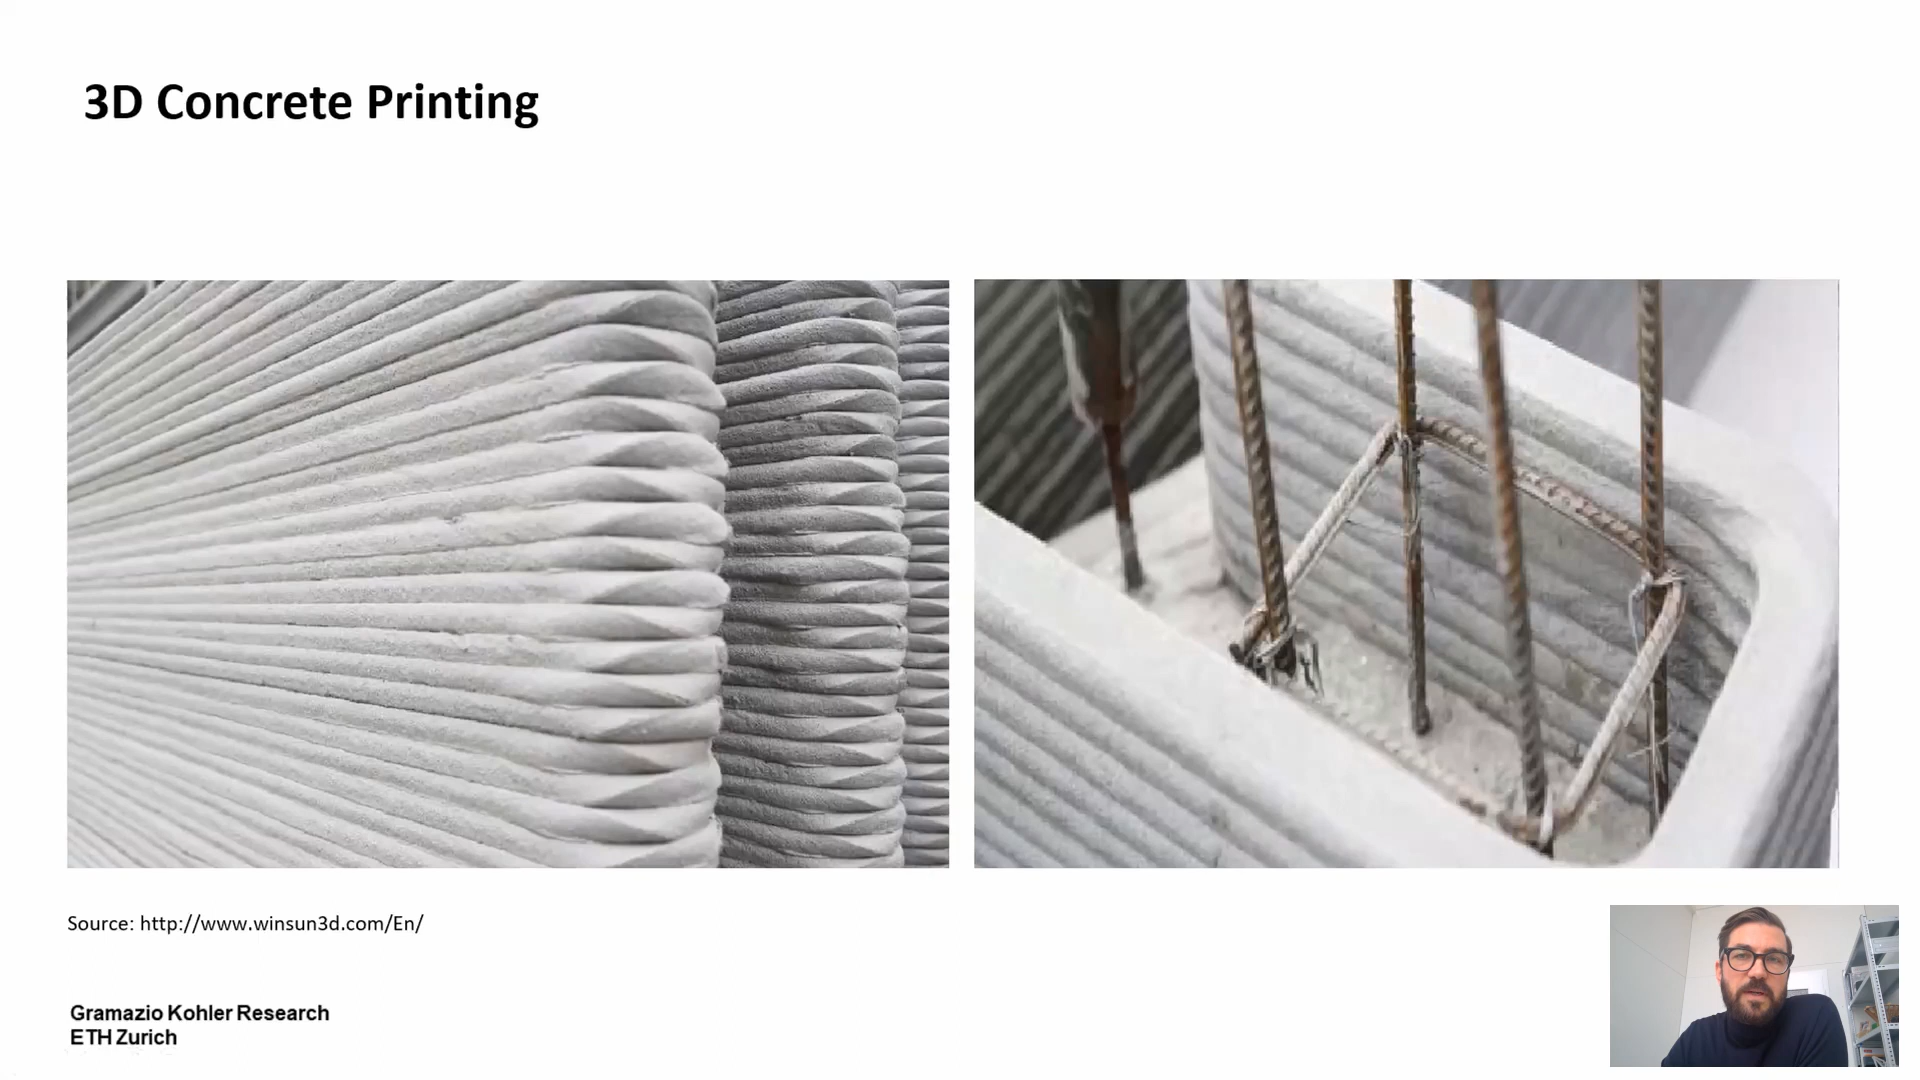 3D Concrete Printing
Source: http://www.winsun3d.com/En/
Gramazio Kohler Research
ETH Zurich